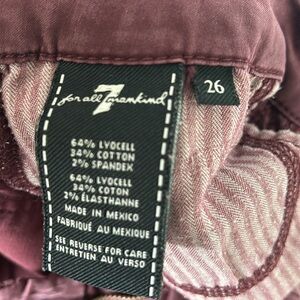 7
for all mankind
26
64% LYOCELL
34% COTTON
2% SPANDEX
64% LYOCELL
34% COTON
2% ÉLASTHANNE
MADE IN MEXICO
FABRIQUÉ AU MEXIQUE
SEE REVERSE FOR CARE
ENTRETIEN AU VERSO